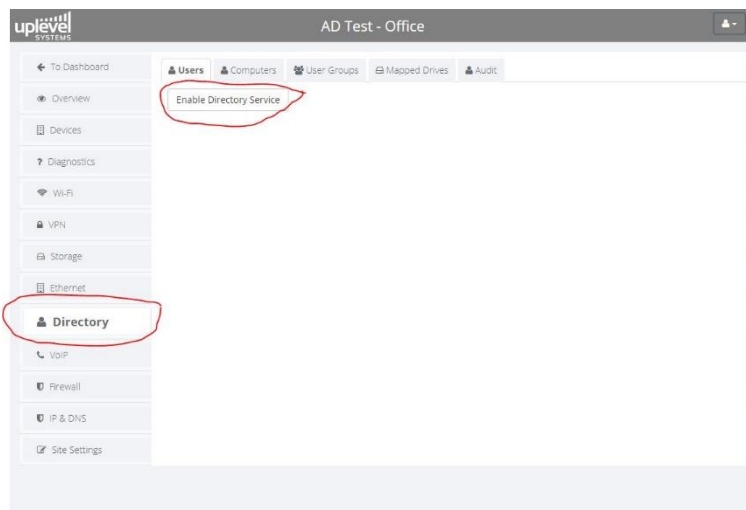 uplevel
SYSTEMS
AD Test - Office
To Dashboard
Overview
Devices
Diagnostics
Wi-Fi
VPN
Storage
Ethernet
Directory
VoIP
Firewall
IP & DNS
Site Settings
Users Computers User Groups Mapped Drives Audit
Enable Directory Service